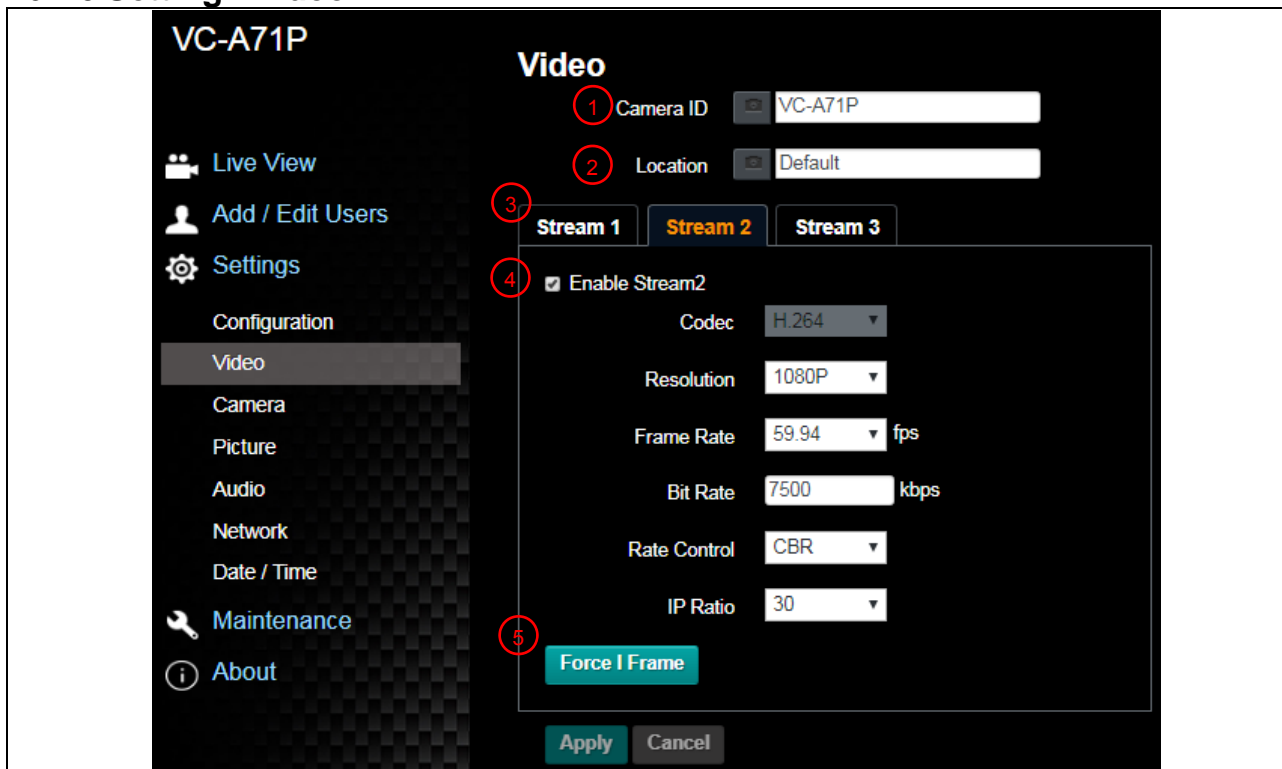 VC-A71P
Live View
Add / Edit Users
Settings
Configuration
Video
Camera
Picture
Audio
Network
Date / Time
Maintenance
About
Video
1 Camera ID VC-A71P
2 Location Default
3
Stream 1 Stream 2 Stream 3
4 Enable Stream2
Codec H.264
Resolution 1080P
Frame Rate 59.94 fps
Bit Rate 7500 kbps
Rate Control CBR
IP Ratio 30
5
Force I Frame
Apply Cancel